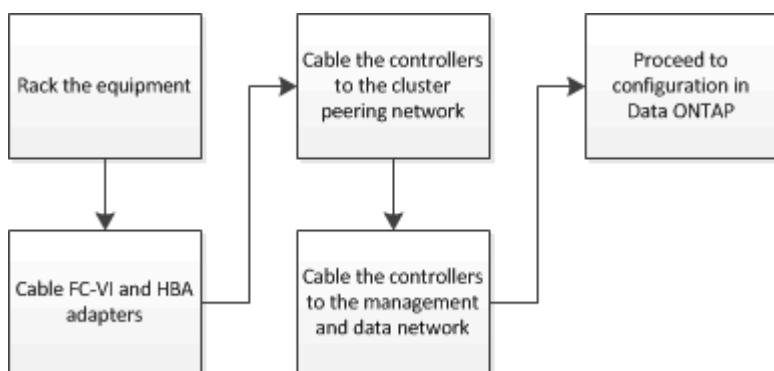 Rack the equipment
Cable FC-VI and HBA
adapters
Cable the controllers
to the cluster
peering network
Cable the controllers
to the management
and data network
Proceed to
configuration in
Data ONTAP